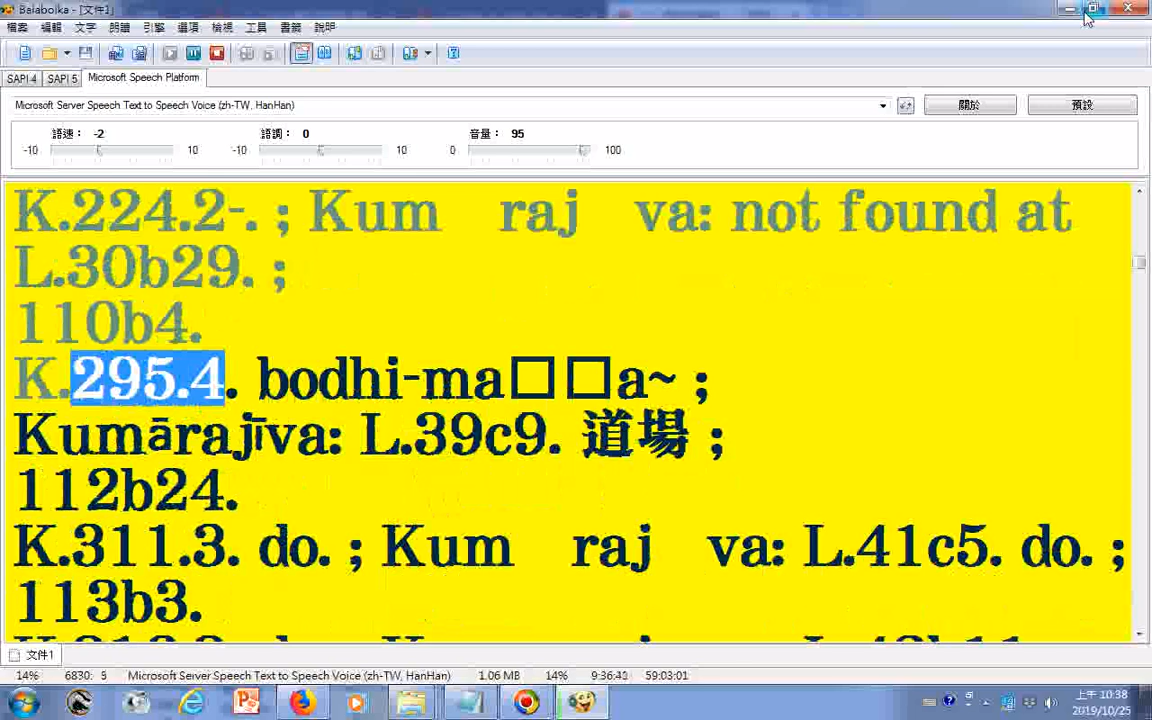 Balabolka - [文件1]
檔案 編輯 文字 朗讀 引擎 選項 檢視 工具 書籤 說明
SAPI 4 SAPI 5 Microsoft Speech Platform
Microsoft Server Speech Text to Speech Voice (zh-TW, HanHan) 關於 預設
語速： -2 語調： 0 音量： 95
-10 10 -10 10 0 100
K.224.2-. ; Kum raj va: not found at
L.30b29. ;
110b4.
K.295.4. bodhi-ma□□a~ ;
Kumārajīva: L.39c9. 道場 ;
112b24.
K.311.3. do. ; Kum raj va: L.41c5. do. ;
113b3.
文件1
14% 6830: 5 Microsoft Server Speech Text to Speech Voice (zh-TW, HanHan) 1.06 MB 14% 9:36:43 59:03:01
上午 10:38
2019/10/25